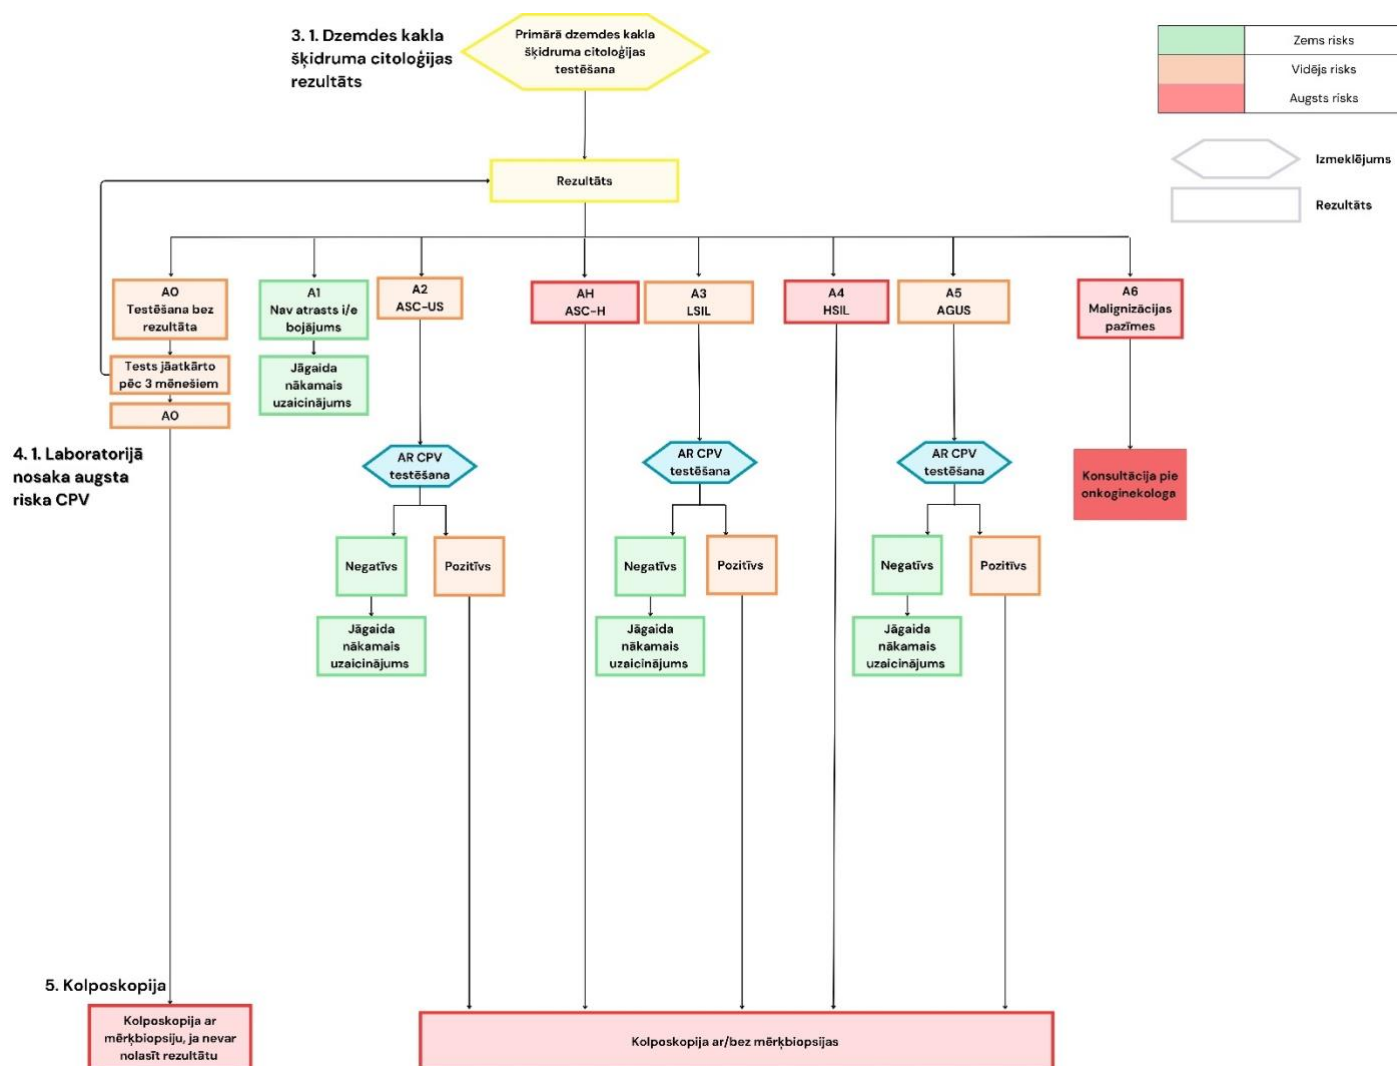 3. 1. Dzemdes kakla
šķidruma citoloģijas
rezultāts
Primārā dzemdes kakla
šķidruma citoloģijas
testēšana
Zems risks
Vidējs risks
Augsts risks
Izmeklējums
Rezultāts
Rezultāts
A0
Testēšana bez
rezultāta
Tests jāatkārto
pēc 3 mēnešiem
A0
A1
Nav atrasts i/e
bojājums
Jāgaida
nākamais
uzaicinājums
A2
ASC-US
AH
ASC-H
A3
LSIL
A4
HSIL
A5
AGUS
A6
Malignizācijas
pazīmes
4. 1. Laboratorijā
nosaka augsta
riska CPV
AR CPV
testēšana
AR CPV
testēšana
AR CPV
testēšana
Konsultācija pie
onkoginekologa
Negatīvs
Pozitīvs
Negatīvs
Pozitīvs
Negatīvs
Pozitīvs
Jāgaida
nākamais
uzaicinājums
Jāgaida
nākamais
uzaicinājums
Jāgaida
nākamais
uzaicinājums
5. Kolposkopija
Kolposkopija ar
mērķbiopsiju, ja nevar
nolasīt rezultātu
Kolposkopija ar/bez mērķbiopsijas